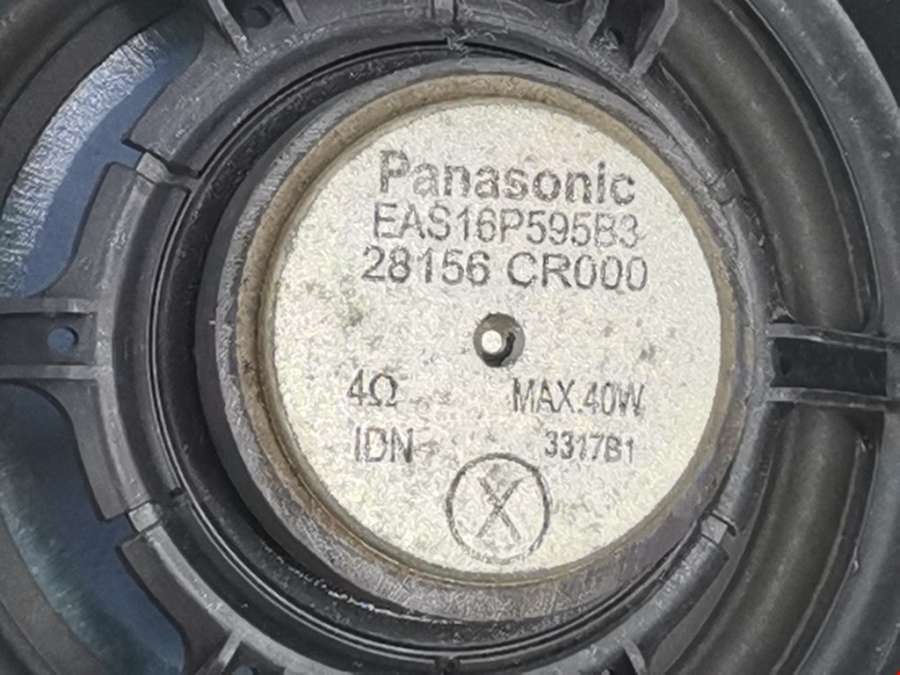 Panasonic
EAS16P595B3
28156 CR000
4Ω MAX.40W
IDN 3317B1
X